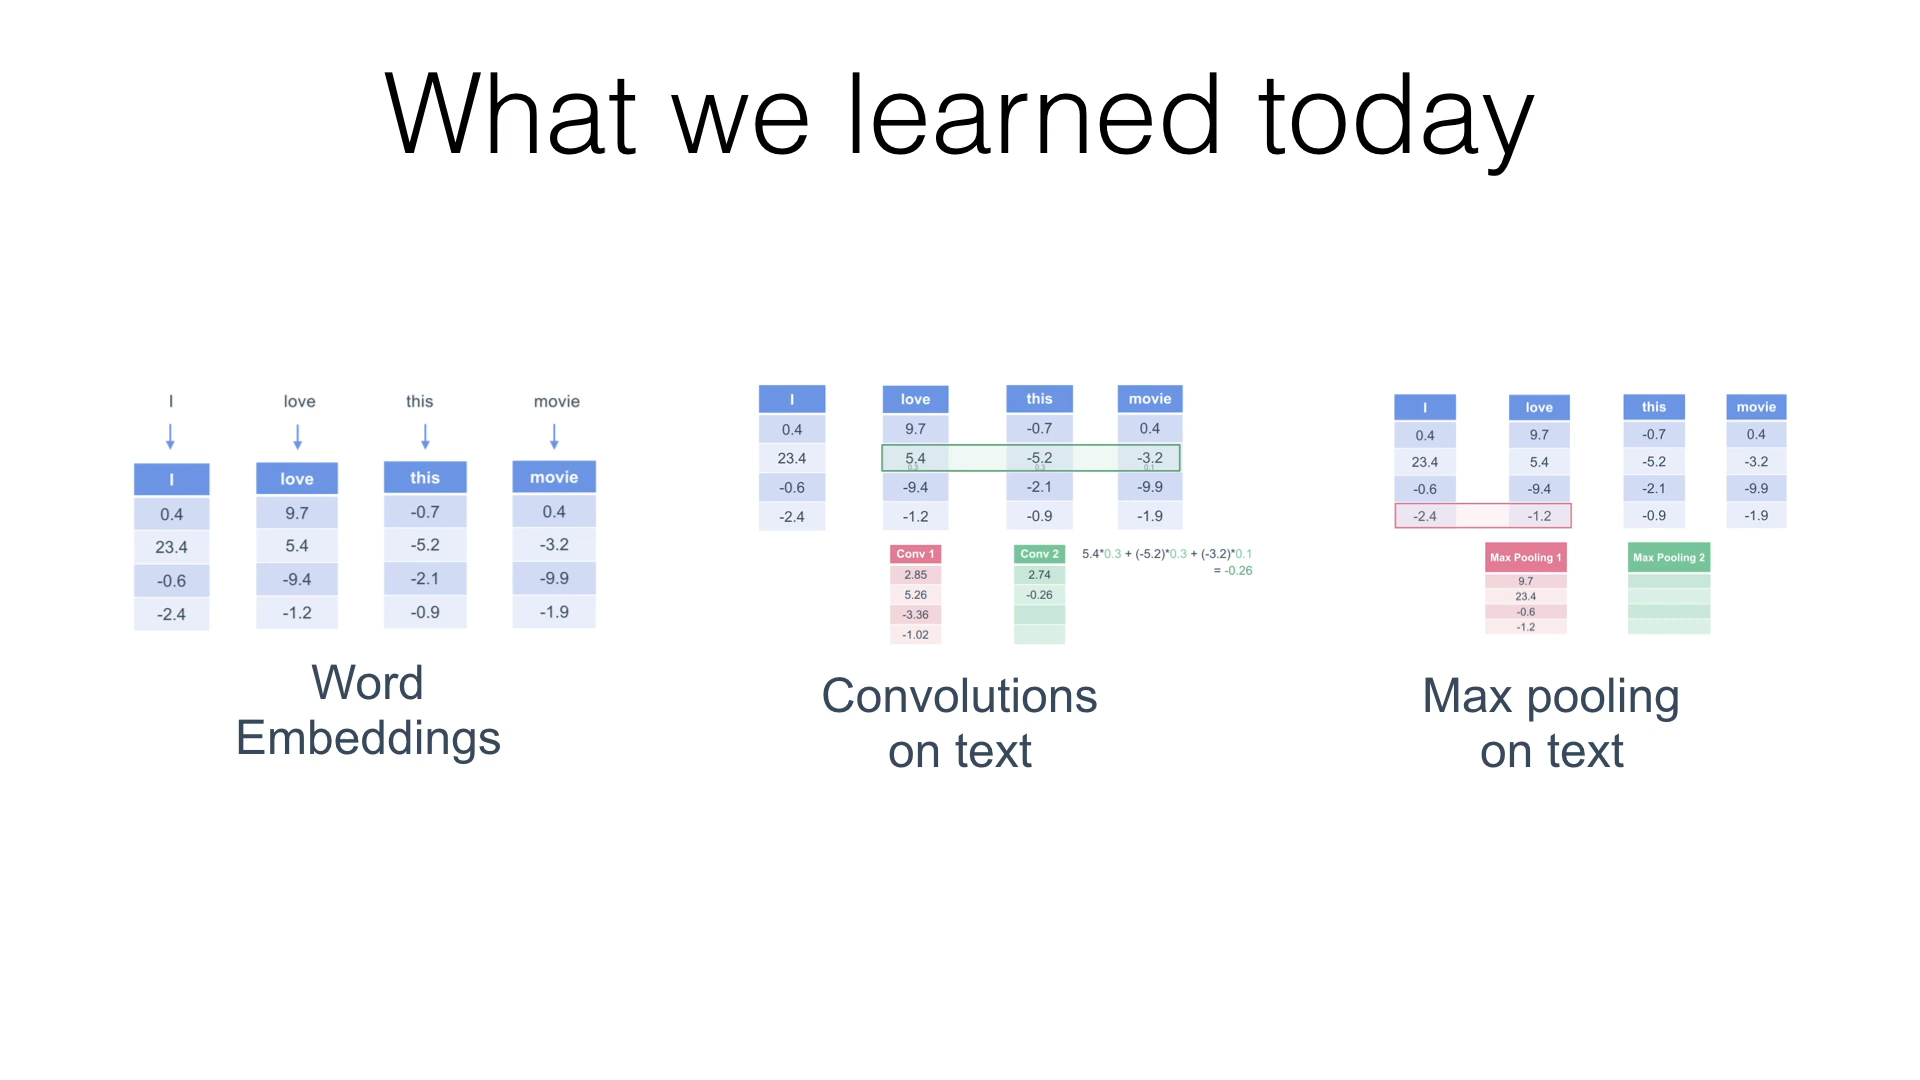 What we learned today
I love this movie
I love this movie
0.4 9.7 -0.7 0.4
23.4 5.4 -5.2 -3.2
-0.6 -9.4 -2.1 -9.9
-2.4 -1.2 -0.9 -1.9
Word
Embeddings
I love this movie
0.4 9.7 -0.7 0.4
23.4 5.4 -5.2 -3.2
0.3 0.3 0.1
-0.6 -9.4 -2.1 -9.9
-2.4 -1.2 -0.9 -1.9
Conv 1 Conv 2 5.4*0.3 + (-5.2)*0.3 + (-3.2)*0.1
= -0.26
2.85 2.74
5.26 -0.26
-3.36
-1.02
Convolutions
on text
I love this movie
0.4 9.7 -0.7 0.4
23.4 5.4 -5.2 -3.2
-0.6 -9.4 -2.1 -9.9
-2.4 -1.2 -0.9 -1.9
Max Pooling 1 Max Pooling 2
9.7
23.4
-0.6
-1.2
Max pooling
on text